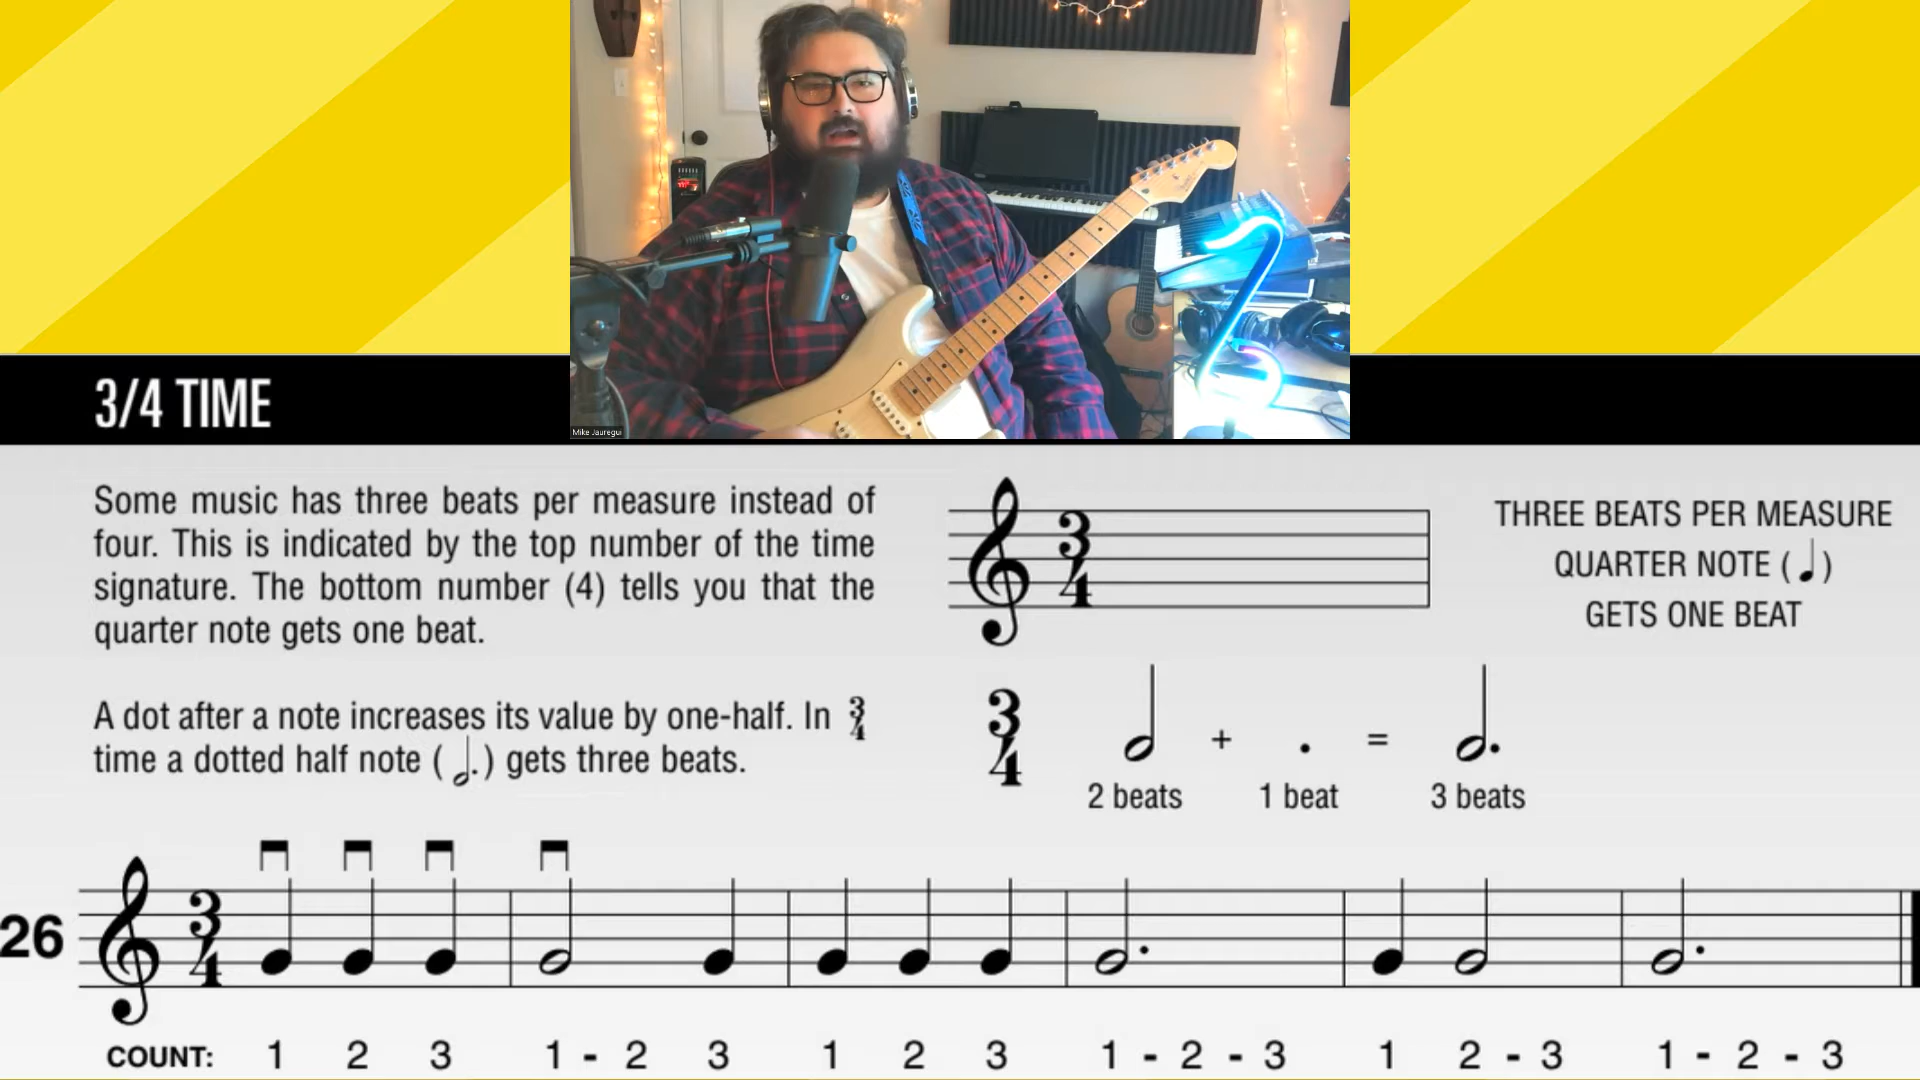 Mike Jauregui
3/4 TIME
Some music has three beats per measure instead of
four. This is indicated by the top number of the time
signature. The bottom number (4) tells you that the
quarter note gets one beat.
A dot after a note increases its value by one-half. In 3/4
time a dotted half note ( 𝅗𝅥. ) gets three beats.
3
4
THREE BEATS PER MEASURE
QUARTER NOTE ( ♩ )
GETS ONE BEAT
3
4
+ . =
2 beats 1 beat 3 beats
26
3
4
COUNT: 1 2 3 1 - 2 3 1 2 3 1 - 2 - 3 1 2 - 3 1 - 2 - 3